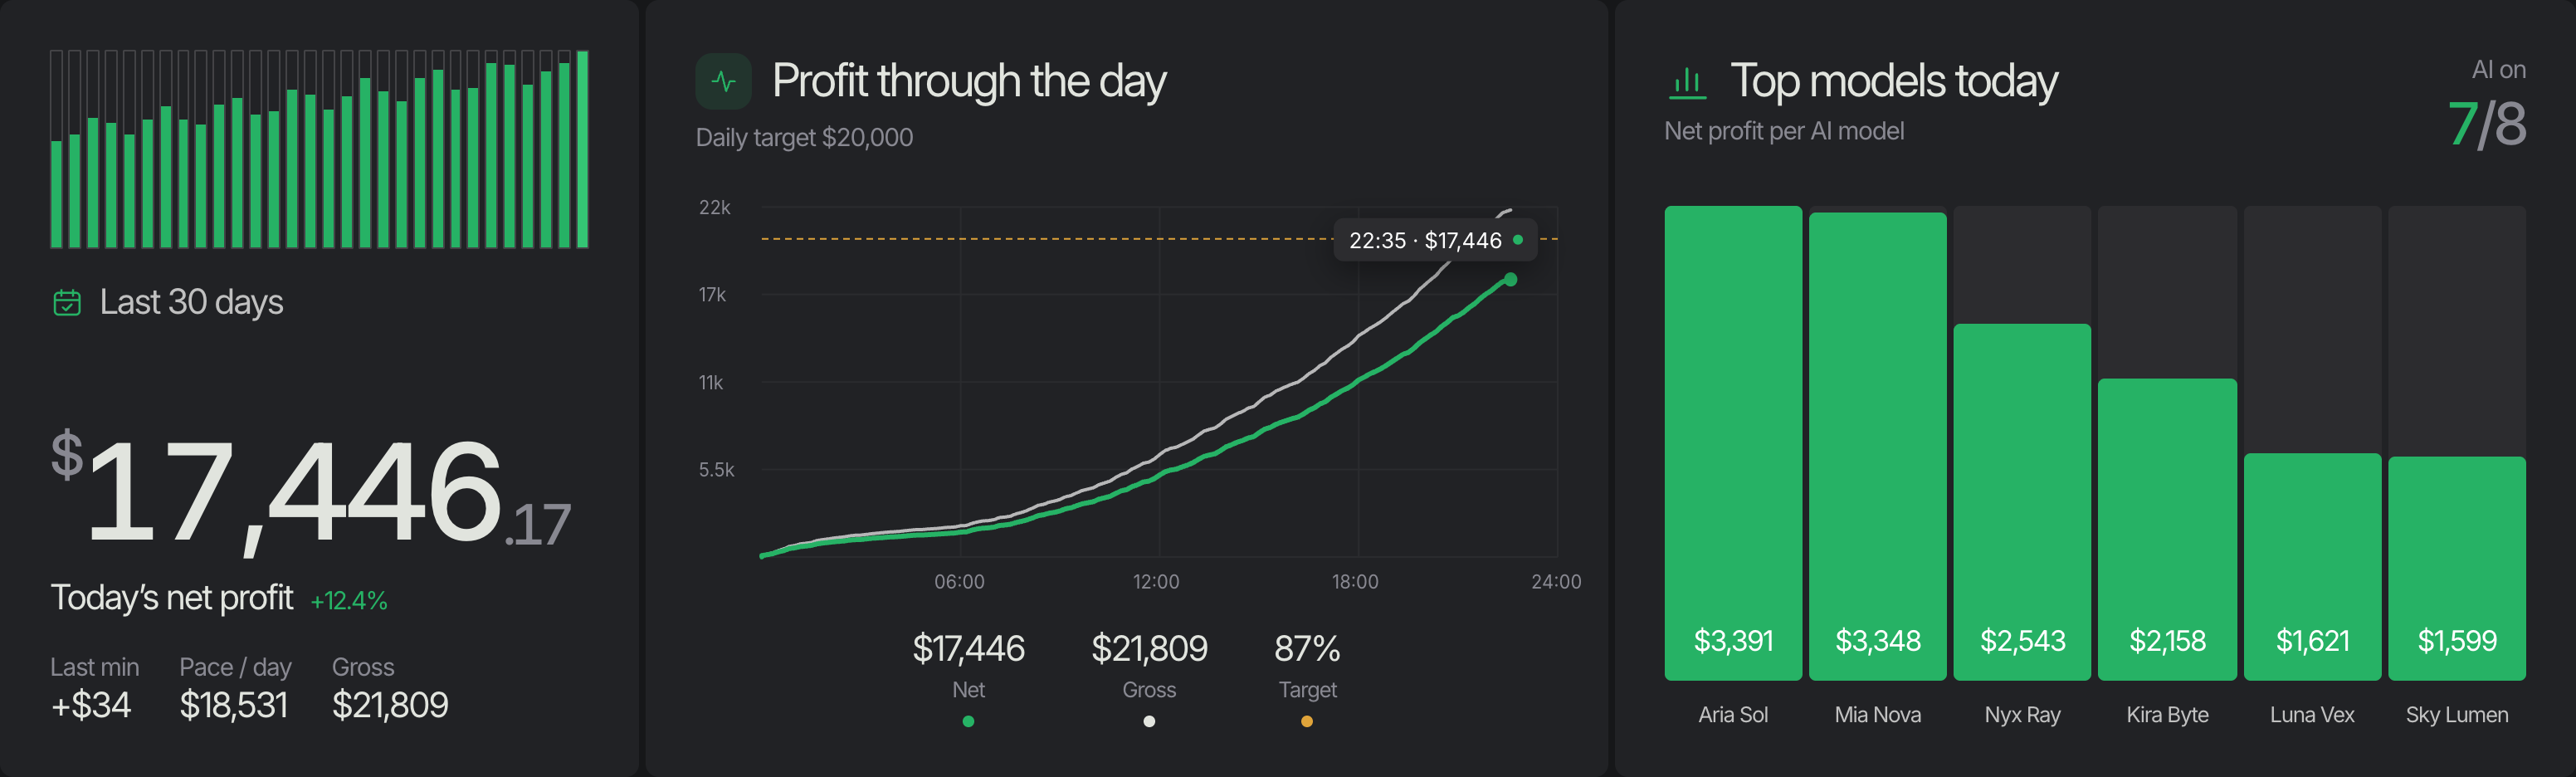 Last 30 days
$17,446.17
Today’s net profit +12.4%
Last min Pace / day Gross
+$34 $18,531 $21,809
Profit through the day
Daily target $20,000
22k
22:35 · $17,446
17k
11k
5.5k
06:00 12:00 18:00 24:00
$17,446 $21,809 87%
Net Gross Target
Top models today
Net profit per AI model
AI on
7/8
$3,391 $3,348 $2,543 $2,158 $1,621 $1,599
Aria Sol Mia Nova Nyx Ray Kira Byte Luna Vex Sky Lumen